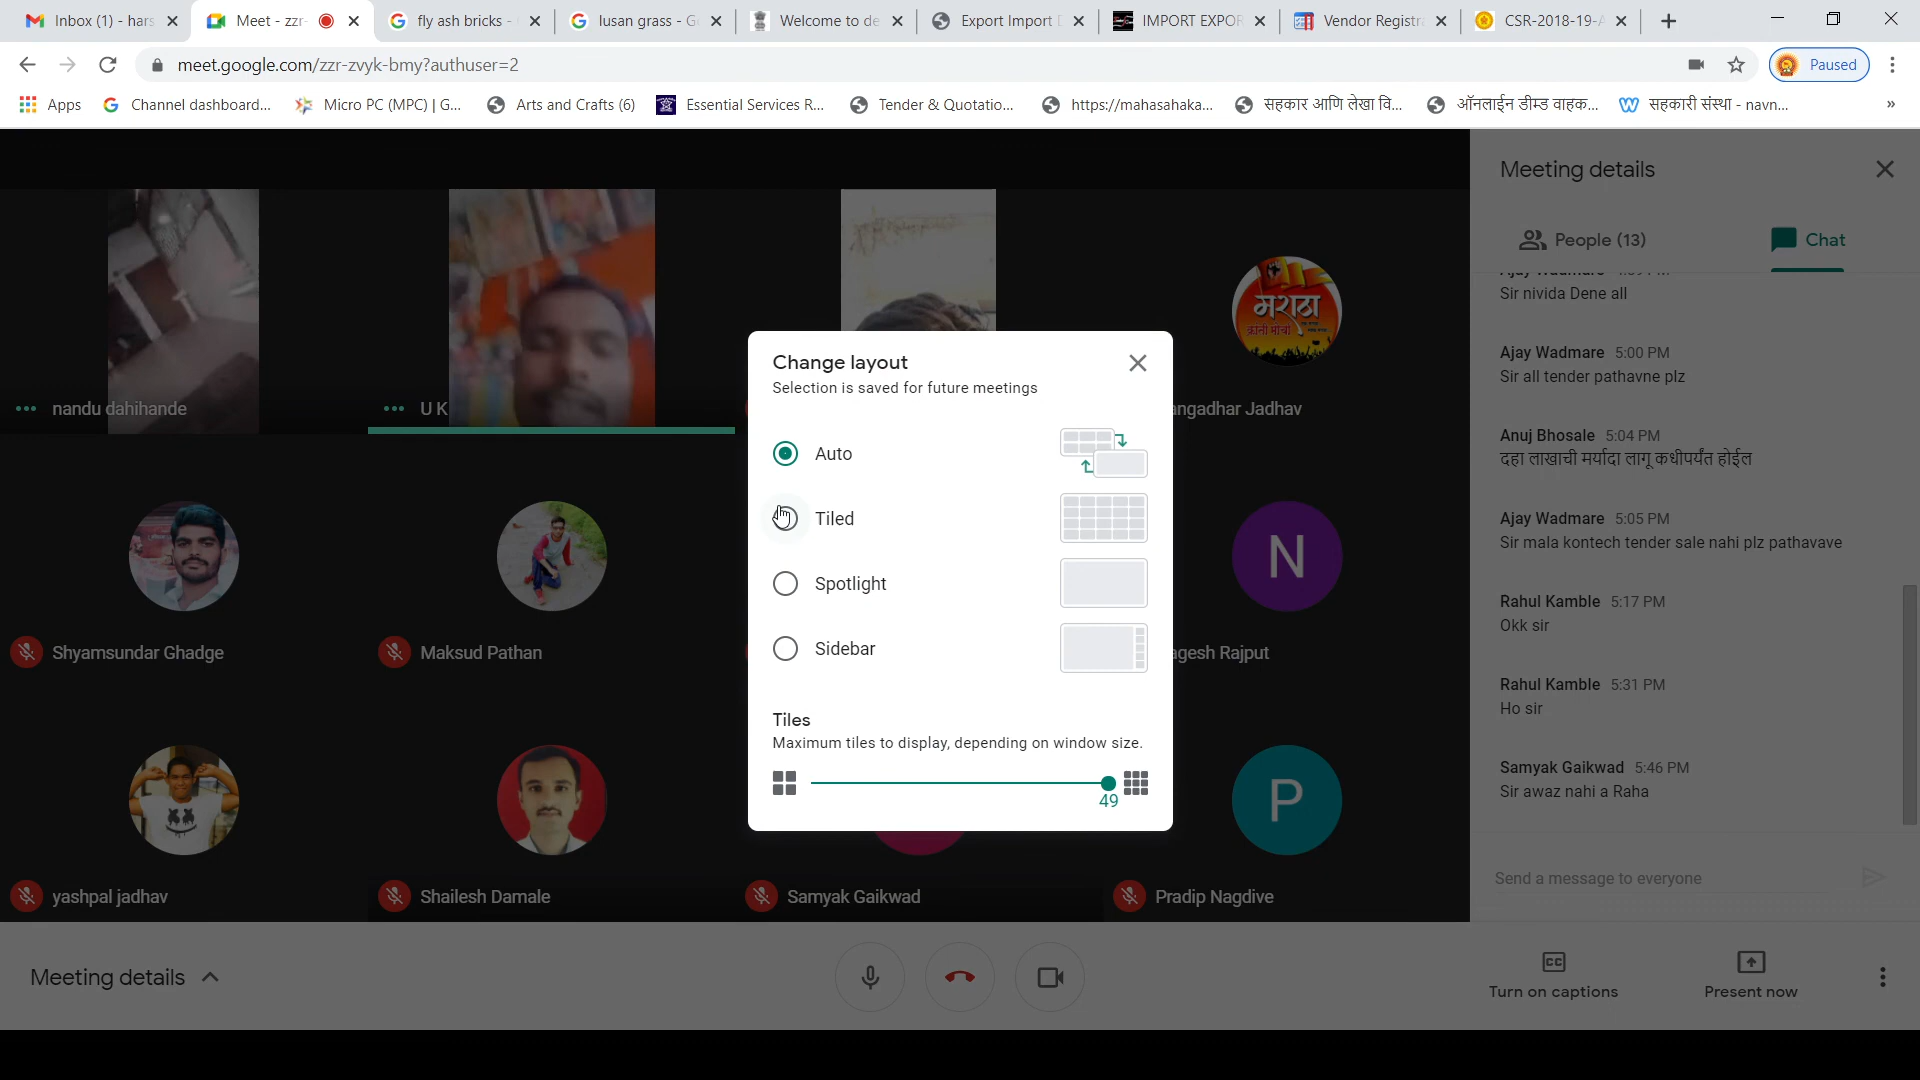 Inbox (1) - hars
Meet - zzr-
fly ash bricks -
lusan grass - G
Welcome to de
Export Import D
IMPORT EXPOR
Vendor Registra
CSR-2018-19-A
meet.google.com/zzr-zvyk-bmy?authuser=2
Paused
Apps
Channel dashboard...
Micro PC (MPC) | G...
Arts and Crafts (6)
Essential Services R...
Tender & Quotatio...
https://mahasahaka...
सहकार आणि लेखा वि...
ऑनलाईन डीम्ड वाहक...
सहकारी संस्था - navn...
»
Meeting details
People (13)
Chat
Sir nivida Dene all
Ajay Wadmare 5:00 PM
Sir all tender pathavne plz
Anuj Bhosale 5:04 PM
दहा लाखाची मर्यादा लागू कधीपर्यंत होईल
Ajay Wadmare 5:05 PM
Sir mala kontech tender sale nahi plz pathavave
Rahul Kamble 5:17 PM
Okk sir
Rahul Kamble 5:31 PM
Ho sir
Samyak Gaikwad 5:46 PM
Sir awaz nahi a Raha
Send a message to everyone
nandu dahihande
U K
मराठा
क्रांती मोर्चा
angadhar Jadhav
Change layout
Selection is saved for future meetings
Auto
Tiled
Spotlight
Sidebar
Tiles
Maximum tiles to display, depending on window size.
49
Shyamsundar Ghadge
Maksud Pathan
N
agesh Rajput
yashpal jadhav
Shailesh Damale
Samyak Gaikwad
P
Pradip Nagdive
Meeting details
CC
Turn on captions
Present now